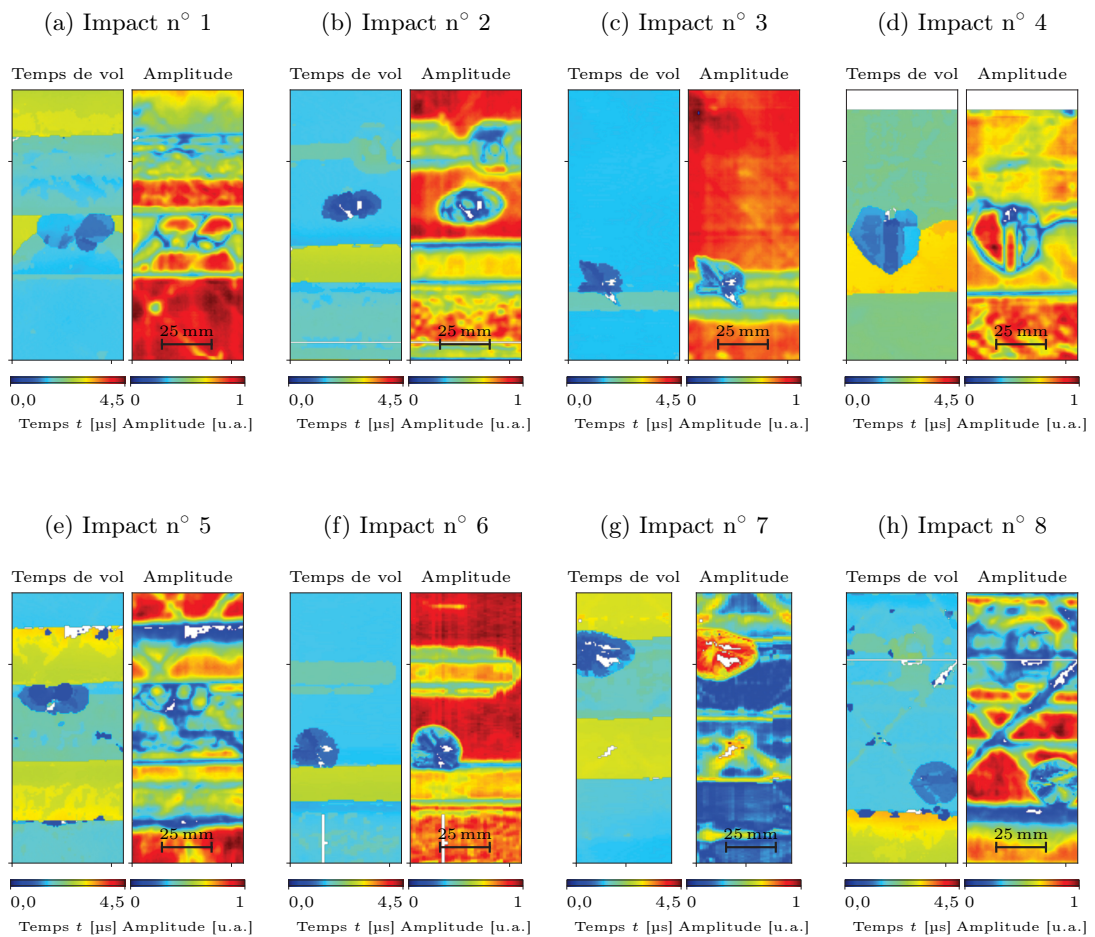 (a) Impact n° 1
(b) Impact n° 2
(c) Impact n° 3
(d) Impact n° 4
Temps de vol Amplitude
Temps de vol Amplitude
Temps de vol Amplitude
Temps de vol Amplitude
25 mm
25 mm
25 mm
25 mm
0,0 4,5 0 1
0,0 4,5 0 1
0,0 4,5 0 1
0,0 4,5 0 1
Temps t [µs] Amplitude [u.a.]
Temps t [µs] Amplitude [u.a.]
Temps t [µs] Amplitude [u.a.]
Temps t [µs] Amplitude [u.a.]
(e) Impact n° 5
(f) Impact n° 6
(g) Impact n° 7
(h) Impact n° 8
Temps de vol Amplitude
Temps de vol Amplitude
Temps de vol Amplitude
Temps de vol Amplitude
25 mm
25 mm
25 mm
25 mm
0,0 4,5 0 1
0,0 4,5 0 1
0,0 4,5 0 1
0,0 4,5 0 1
Temps t [µs] Amplitude [u.a.]
Temps t [µs] Amplitude [u.a.]
Temps t [µs] Amplitude [u.a.]
Temps t [µs] Amplitude [u.a.]